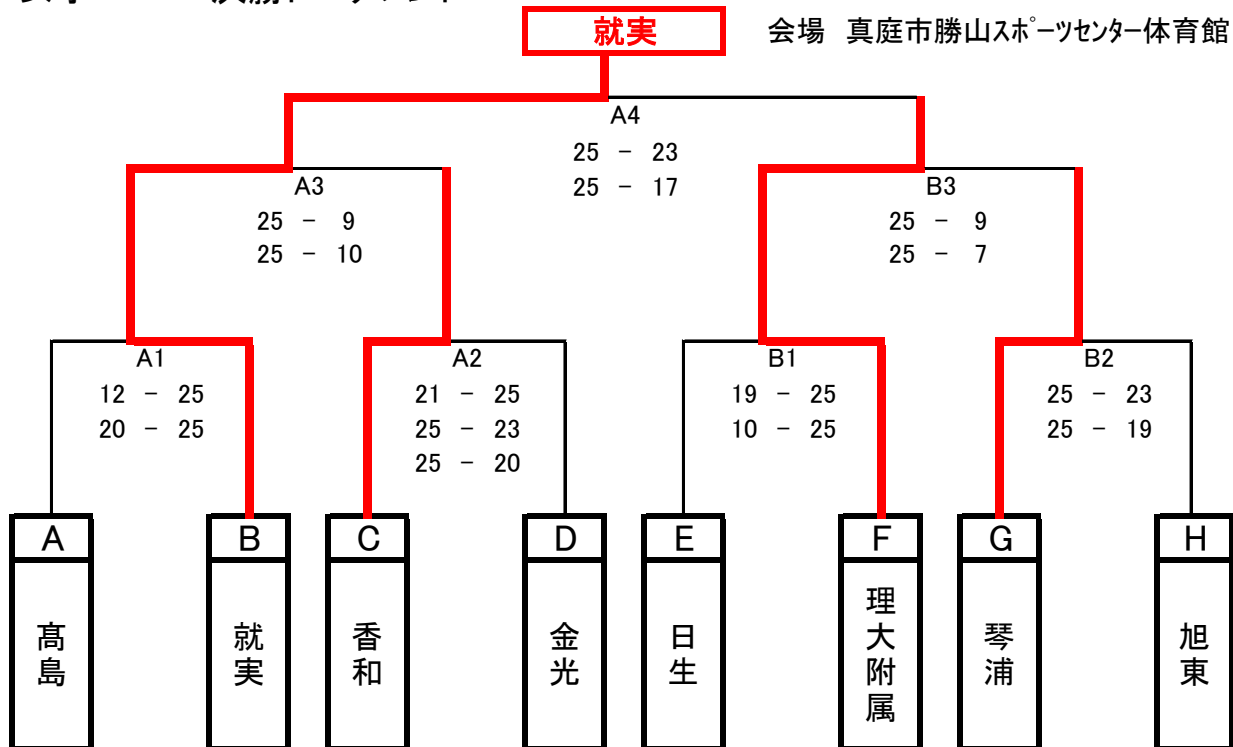 就実
会場 真庭市勝山スポーツセンター体育館
A4
25 - 23
25 - 17
A3
25 - 9
25 - 10
B3
25 - 9
25 - 7
A1
12 - 25
20 - 25
A2
21 - 25
25 - 23
25 - 20
B1
19 - 25
10 - 25
B2
25 - 23
25 - 19
A
B
C
D
E
F
G
H
髙島
就実
香和
金光
日生
理大附属
琴浦
旭東